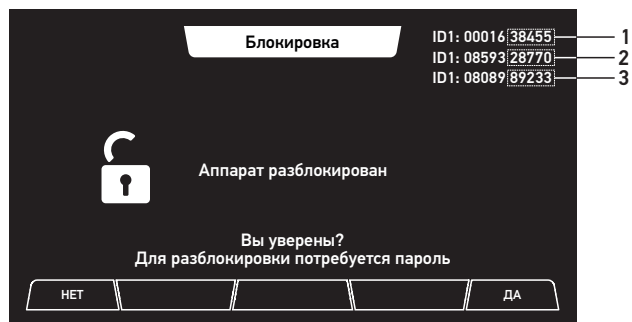 Блокировка
ID1: 00016 38455 1
ID1: 08593 28770 2
ID1: 08089 89233 3
Аппарат разблокирован
Вы уверены?
Для разблокировки потребуется пароль
НЕТ ДА